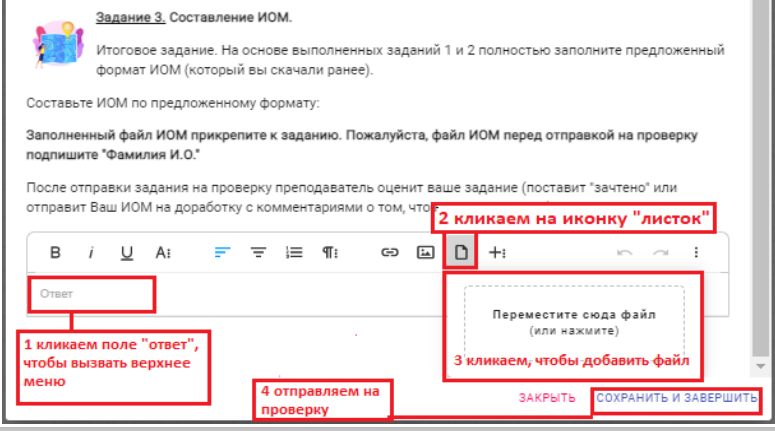 Задание 3. Составление ИОМ.
Итоговое задание. На основе выполненных заданий 1 и 2 полностью заполните предложенный
формат ИОМ (который вы скачали ранее).
Составьте ИОМ по предложенному формату:
Заполненный файл ИОМ прикрепите к заданию. Пожалуйста, файл ИОМ перед отправкой на проверку
подпишите "Фамилия И.О."
После отправки задания на проверку преподаватель оценит ваше задание (поставит "зачтено" или
отправит Ваш ИОМ на доработку с комментариями о том, что
2 кликаем на иконку "листок"
B i U A
Ответ
Переместите сюда файл
(или нажмите)
1 кликаем поле "ответ",
чтобы вызвать верхнее
меню
3 кликаем, чтобы добавить файл
4 отправляем на
проверку
ЗАКРЫТЬ СОХРАНИТЬ И ЗАВЕРШИТЬ